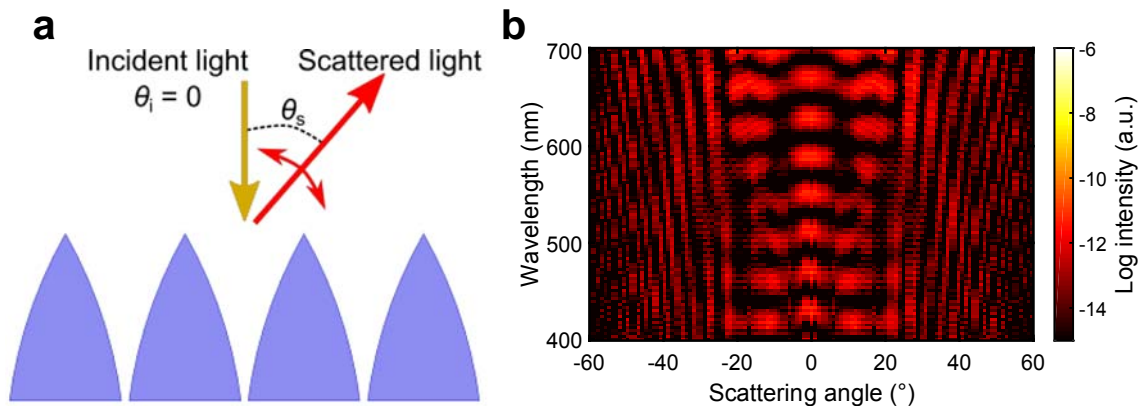 a
Incident light
θi = 0
Scattered light
θs
b
Wavelength (nm)
700
600
500
400
-60
-40
-20
0
20
40
60
Scattering angle (°)
-6
-8
-10
-12
-14
Log intensity (a.u.)